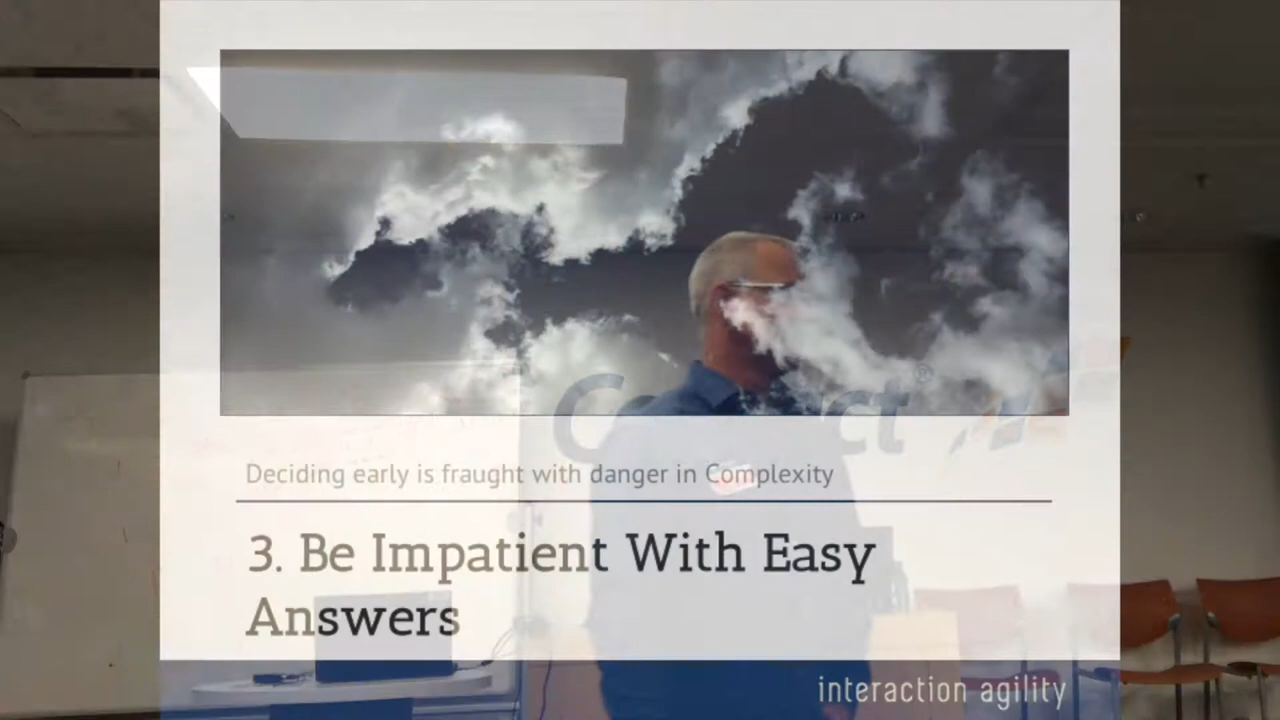 Deciding early is fraught with danger in Complexity
3. Be Impatient With Easy
Answers
interaction agility